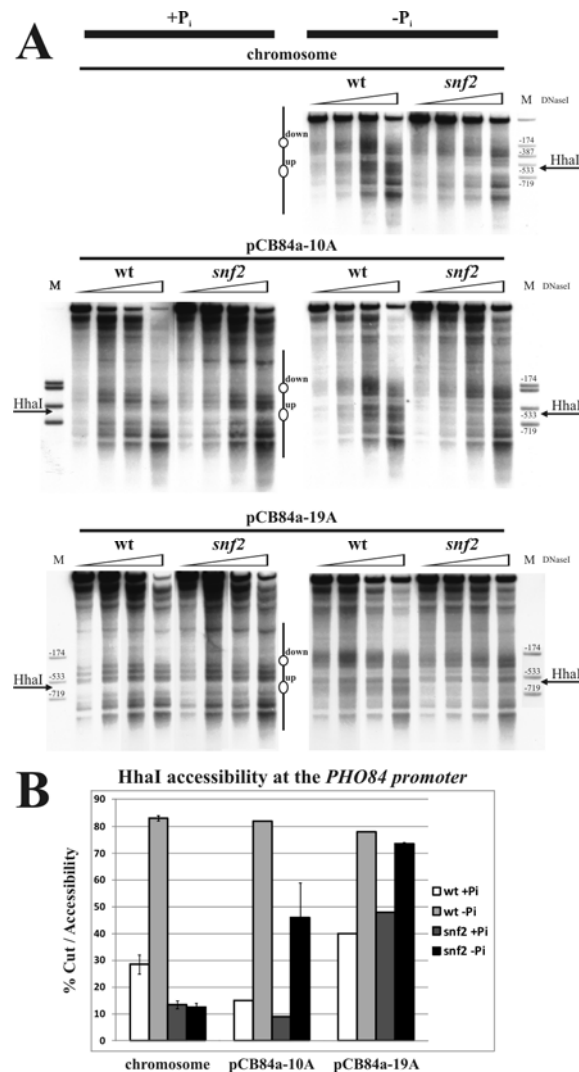 A
+Pi
-Pi
chromosome
wt
snf2
M
DNaseI
down
up
-174
-387
-533
-719
HhaI
pCB84a-10A
M
wt
snf2
wt
snf2
M
DNaseI
down
up
HhaI
-174
-533
-719
HhaI
pCB84a-19A
M
wt
snf2
wt
snf2
M
DNaseI
-174
-533
-719
HhaI
down
up
-174
-533
-719
HhaI
B
HhaI accessibility at the PHO84 promoter
% Cut / Accessibility
90
80
70
60
50
40
30
20
10
0
chromosome
pCB84a-10A
pCB84a-19A
wt +Pi
wt -Pi
snf2 +Pi
snf2 -Pi